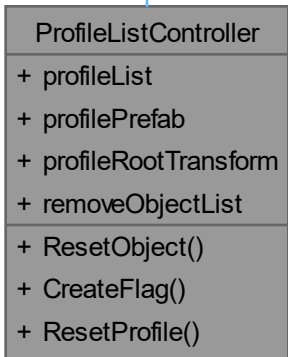 ProfileListController
+ profileList
+ profilePrefab
+ profileRootTransform
+ removeObjectList
+ ResetObject()
+ CreateFlag()
+ ResetProfile()